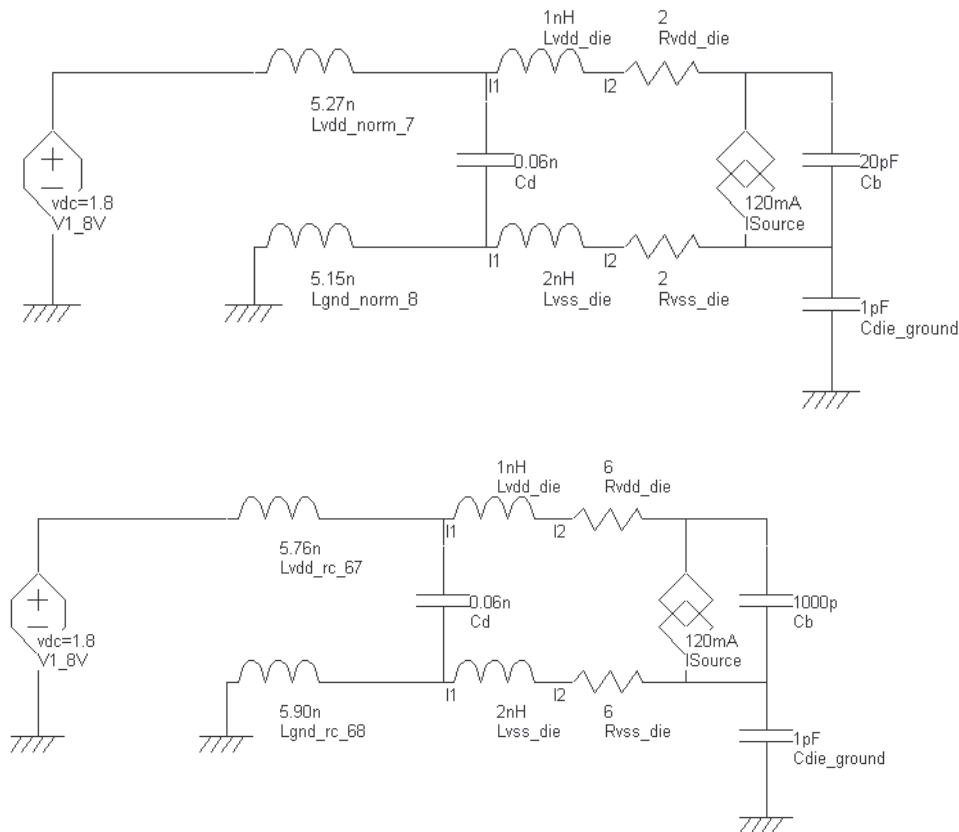 1nH
Lvdd_die
2
Rvdd_die
I1
I2
5.27n
Lvdd_norm_7
0.06n
Cd
20pF
Cb
vdc=1.8
V1_8V
120mA
ISource
I1
I2
5.15n
Lgnd_norm_8
2nH
Lvss_die
2
Rvss_die
1pF
Cdie_ground
1nH
Lvdd_die
6
Rvdd_die
I1
I2
5.76n
Lvdd_rc_67
0.06n
Cd
1000p
Cb
vdc=1.8
V1_8V
120mA
ISource
I1
I2
5.90n
Lgnd_rc_68
2nH
Lvss_die
6
Rvss_die
1pF
Cdie_ground